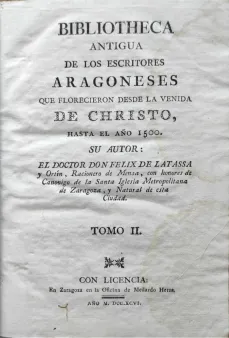 BIBLIOTHECA
ANTIGUA
DE LOS ESCRITORES
ARAGONESES
QUE FLORECIERON DESDE LA VENIDA
DE CHRISTO,
HASTA EL AÑO 1500.
SU AUTOR:
EL DOCTOR DON FELIX DE LATASSA
y Ortin, Racionero de Mensa, con honores de
Canonigo de la Santa Iglesia Metropolitana
de Zaragoza, y Natural de esta
Ciudad.
TOMO II.
CON LICENCIA:
En Zaragoza en la Oficina de Medardo Heras.
AÑO M. DCC.XCVI.